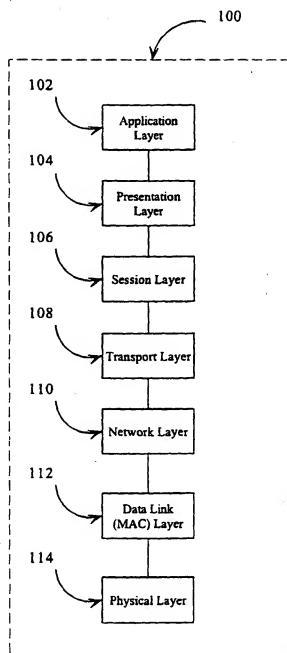 100
102
Application
Layer
104
Presentation
Layer
106
Session Layer
108
Transport Layer
110
Network Layer
112
Data Link
(MAC) Layer
114
Physical Layer